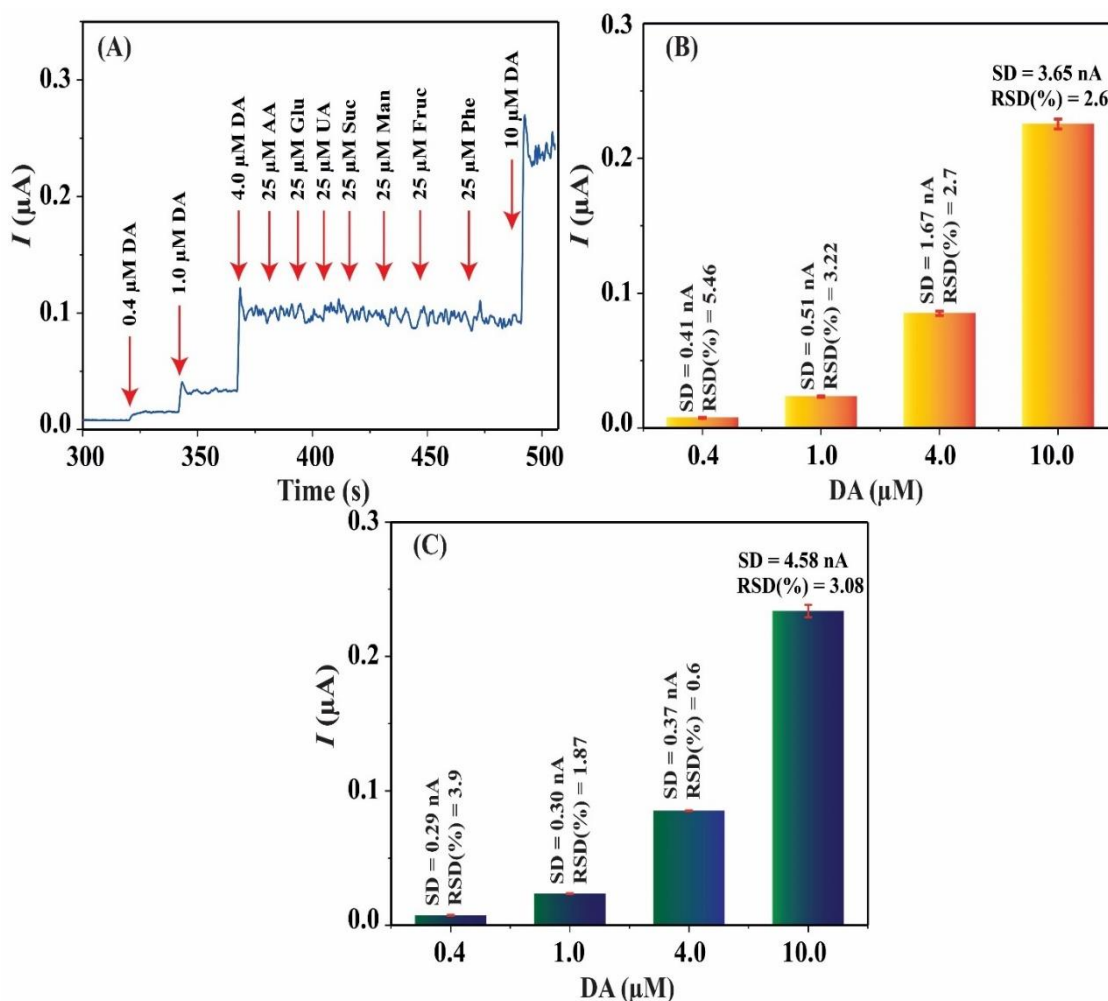 (A)
I (μA)
0.3
0.2
0.1
0.0
0.4 μM DA
1.0 μM DA
4.0 μM DA
25 μM AA
25 μM Glu
25 μM UA
25 μM Suc
25 μM Man
25 μM Fruc
25 μM Phe
10 μM DA
300
350
400
450
500
Time (s)
(B)
I (μA)
0.3
0.2
0.1
0.0
SD = 0.41 nA
RSD(%) = 5.46
SD = 0.51 nA
RSD(%) = 3.22
SD = 1.67 nA
RSD(%) = 2.7
SD = 3.65 nA
RSD(%) = 2.6
0.4
1.0
4.0
10.0
DA (μM)
(C)
I (μA)
0.3
0.2
0.1
0.0
SD = 0.29 nA
RSD(%) = 3.9
SD = 0.30 nA
RSD(%) = 1.87
SD = 0.37 nA
RSD(%) = 0.6
SD = 4.58 nA
RSD(%) = 3.08
0.4
1.0
4.0
10.0
DA (μM)